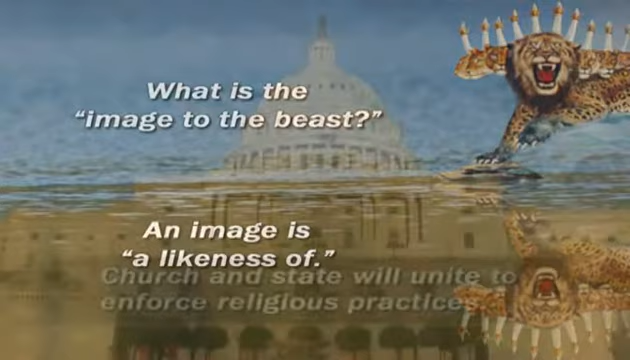 What is the
“image to the beast?”
An image is
“a likeness of.”
Church and state will unite to
enforce religious practices